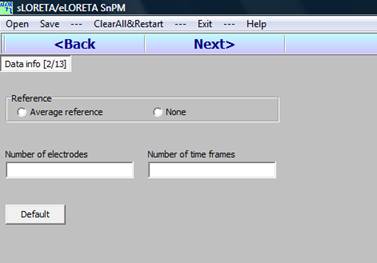 sLORETA/eLORETA SnPM
Open Save --- ClearAll&Restart --- Exit --- Help
<Back Next>
Data info [2/13]
Reference
Average reference None
Number of electrodes Number of time frames
Default